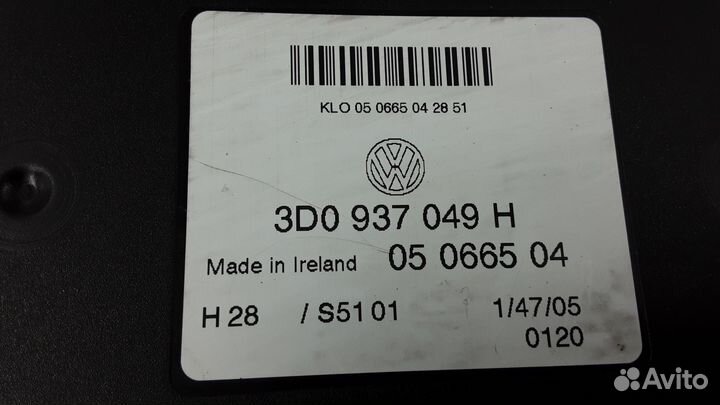 KLO 05 0665 04 28 51
3D0 937 049 H
Made in Ireland 05 0665 04
H 28 / S51 01 1/47/05
0120
Avito